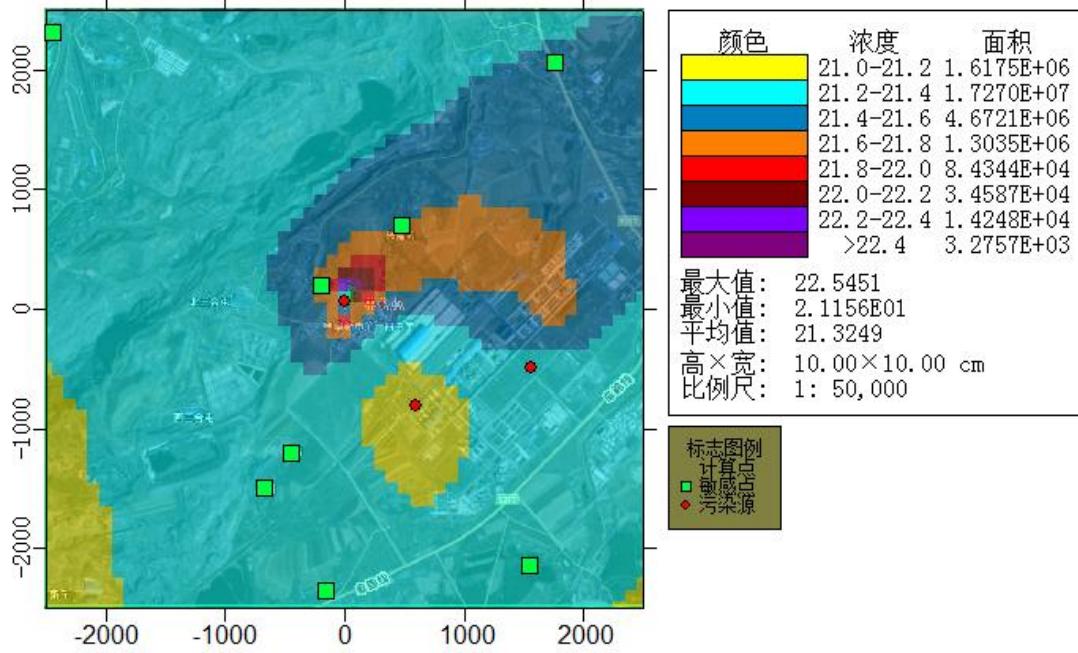 2000
1000
0
-1000
-2000
-2000 -1000 0 1000 2000
颜色 浓度 面积
21.0-21.2 1.6175E+06
21.2-21.4 1.7270E+07
21.4-21.6 4.6721E+06
21.6-21.8 1.3035E+06
21.8-22.0 8.4344E+04
22.0-22.2 3.4587E+04
22.2-22.4 1.4248E+04
>22.4 3.2757E+03
最大值: 22.5451
最小值: 2.1156E01
平均值: 21.3249
高×宽: 10.00×10.00 cm
比例尺: 1: 50,000
标志图例
计算点
敏感点
污染源